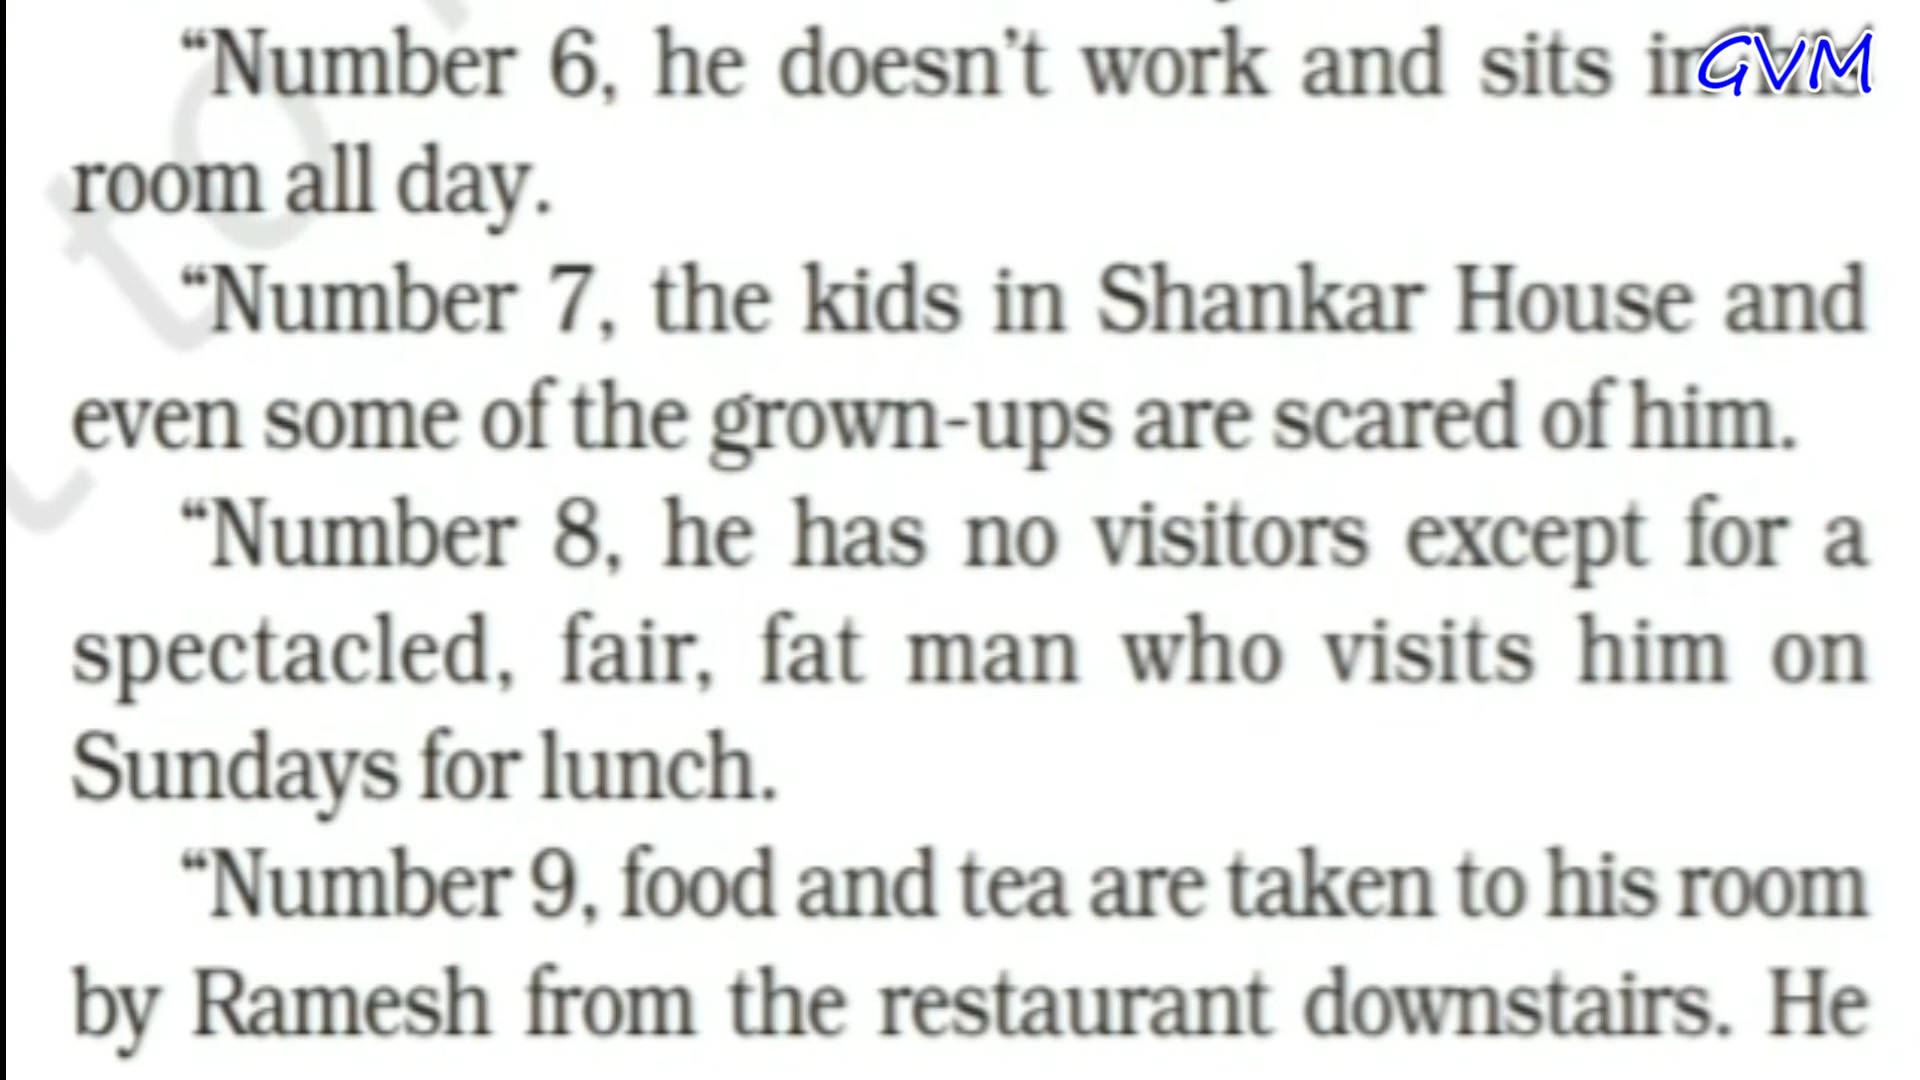 “Number 6, he doesn’t work and sits in his
GVM
room all day.
“Number 7, the kids in Shankar House and
even some of the grown-ups are scared of him.
“Number 8, he has no visitors except for a
spectacled, fair, fat man who visits him on
Sundays for lunch.
“Number 9, food and tea are taken to his room
by Ramesh from the restaurant downstairs. He